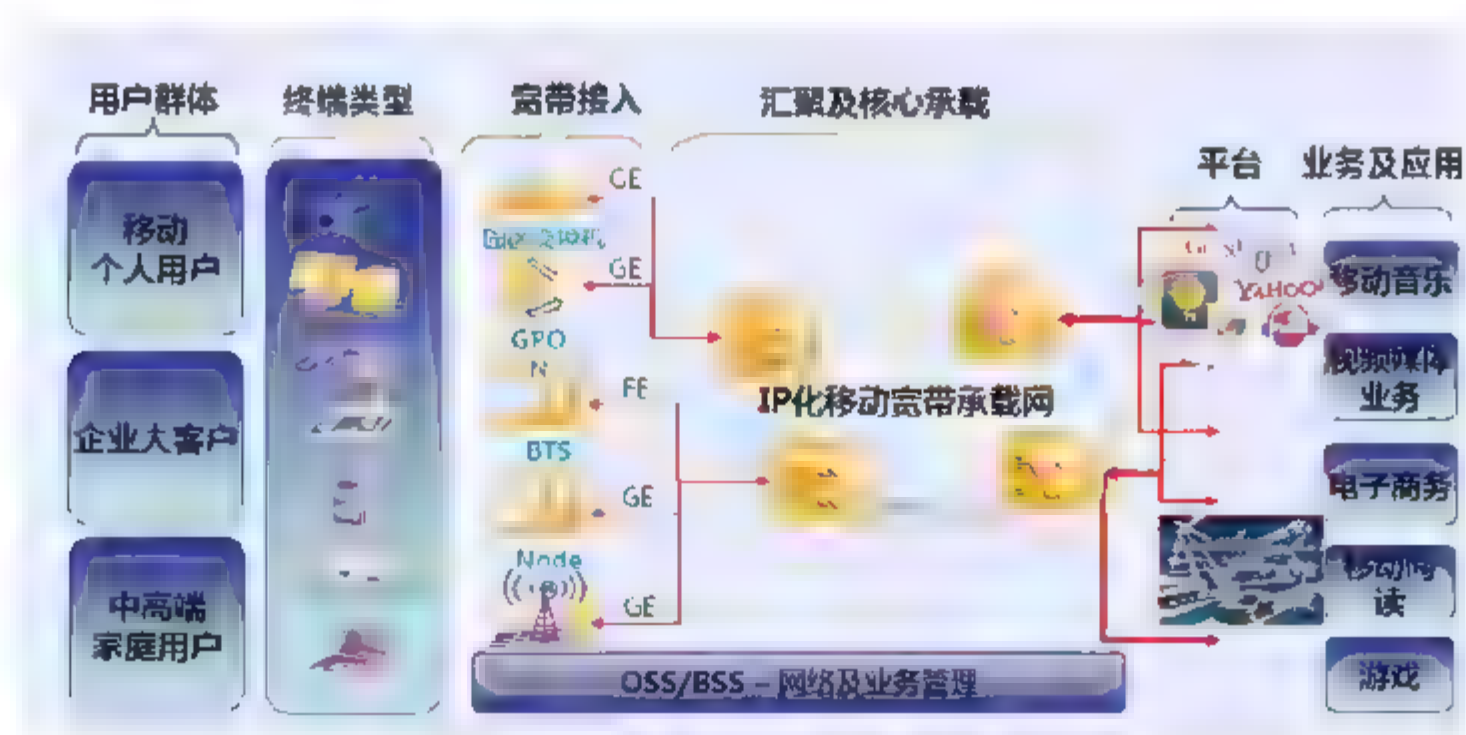 用户群体
终端类型
宽带接入
汇聚及核心承载
平台
业务及应用
移动
个人用户
企业大客户
中高端
家庭用户
GE
GE
GPO
N
FE
BTS
GE
Node
GE
IP化移动宽带承载网
OSS/BSS – 网络及业务管理
YAHOO!
移动音乐
视频媒体
业务
电子商务
读
游戏